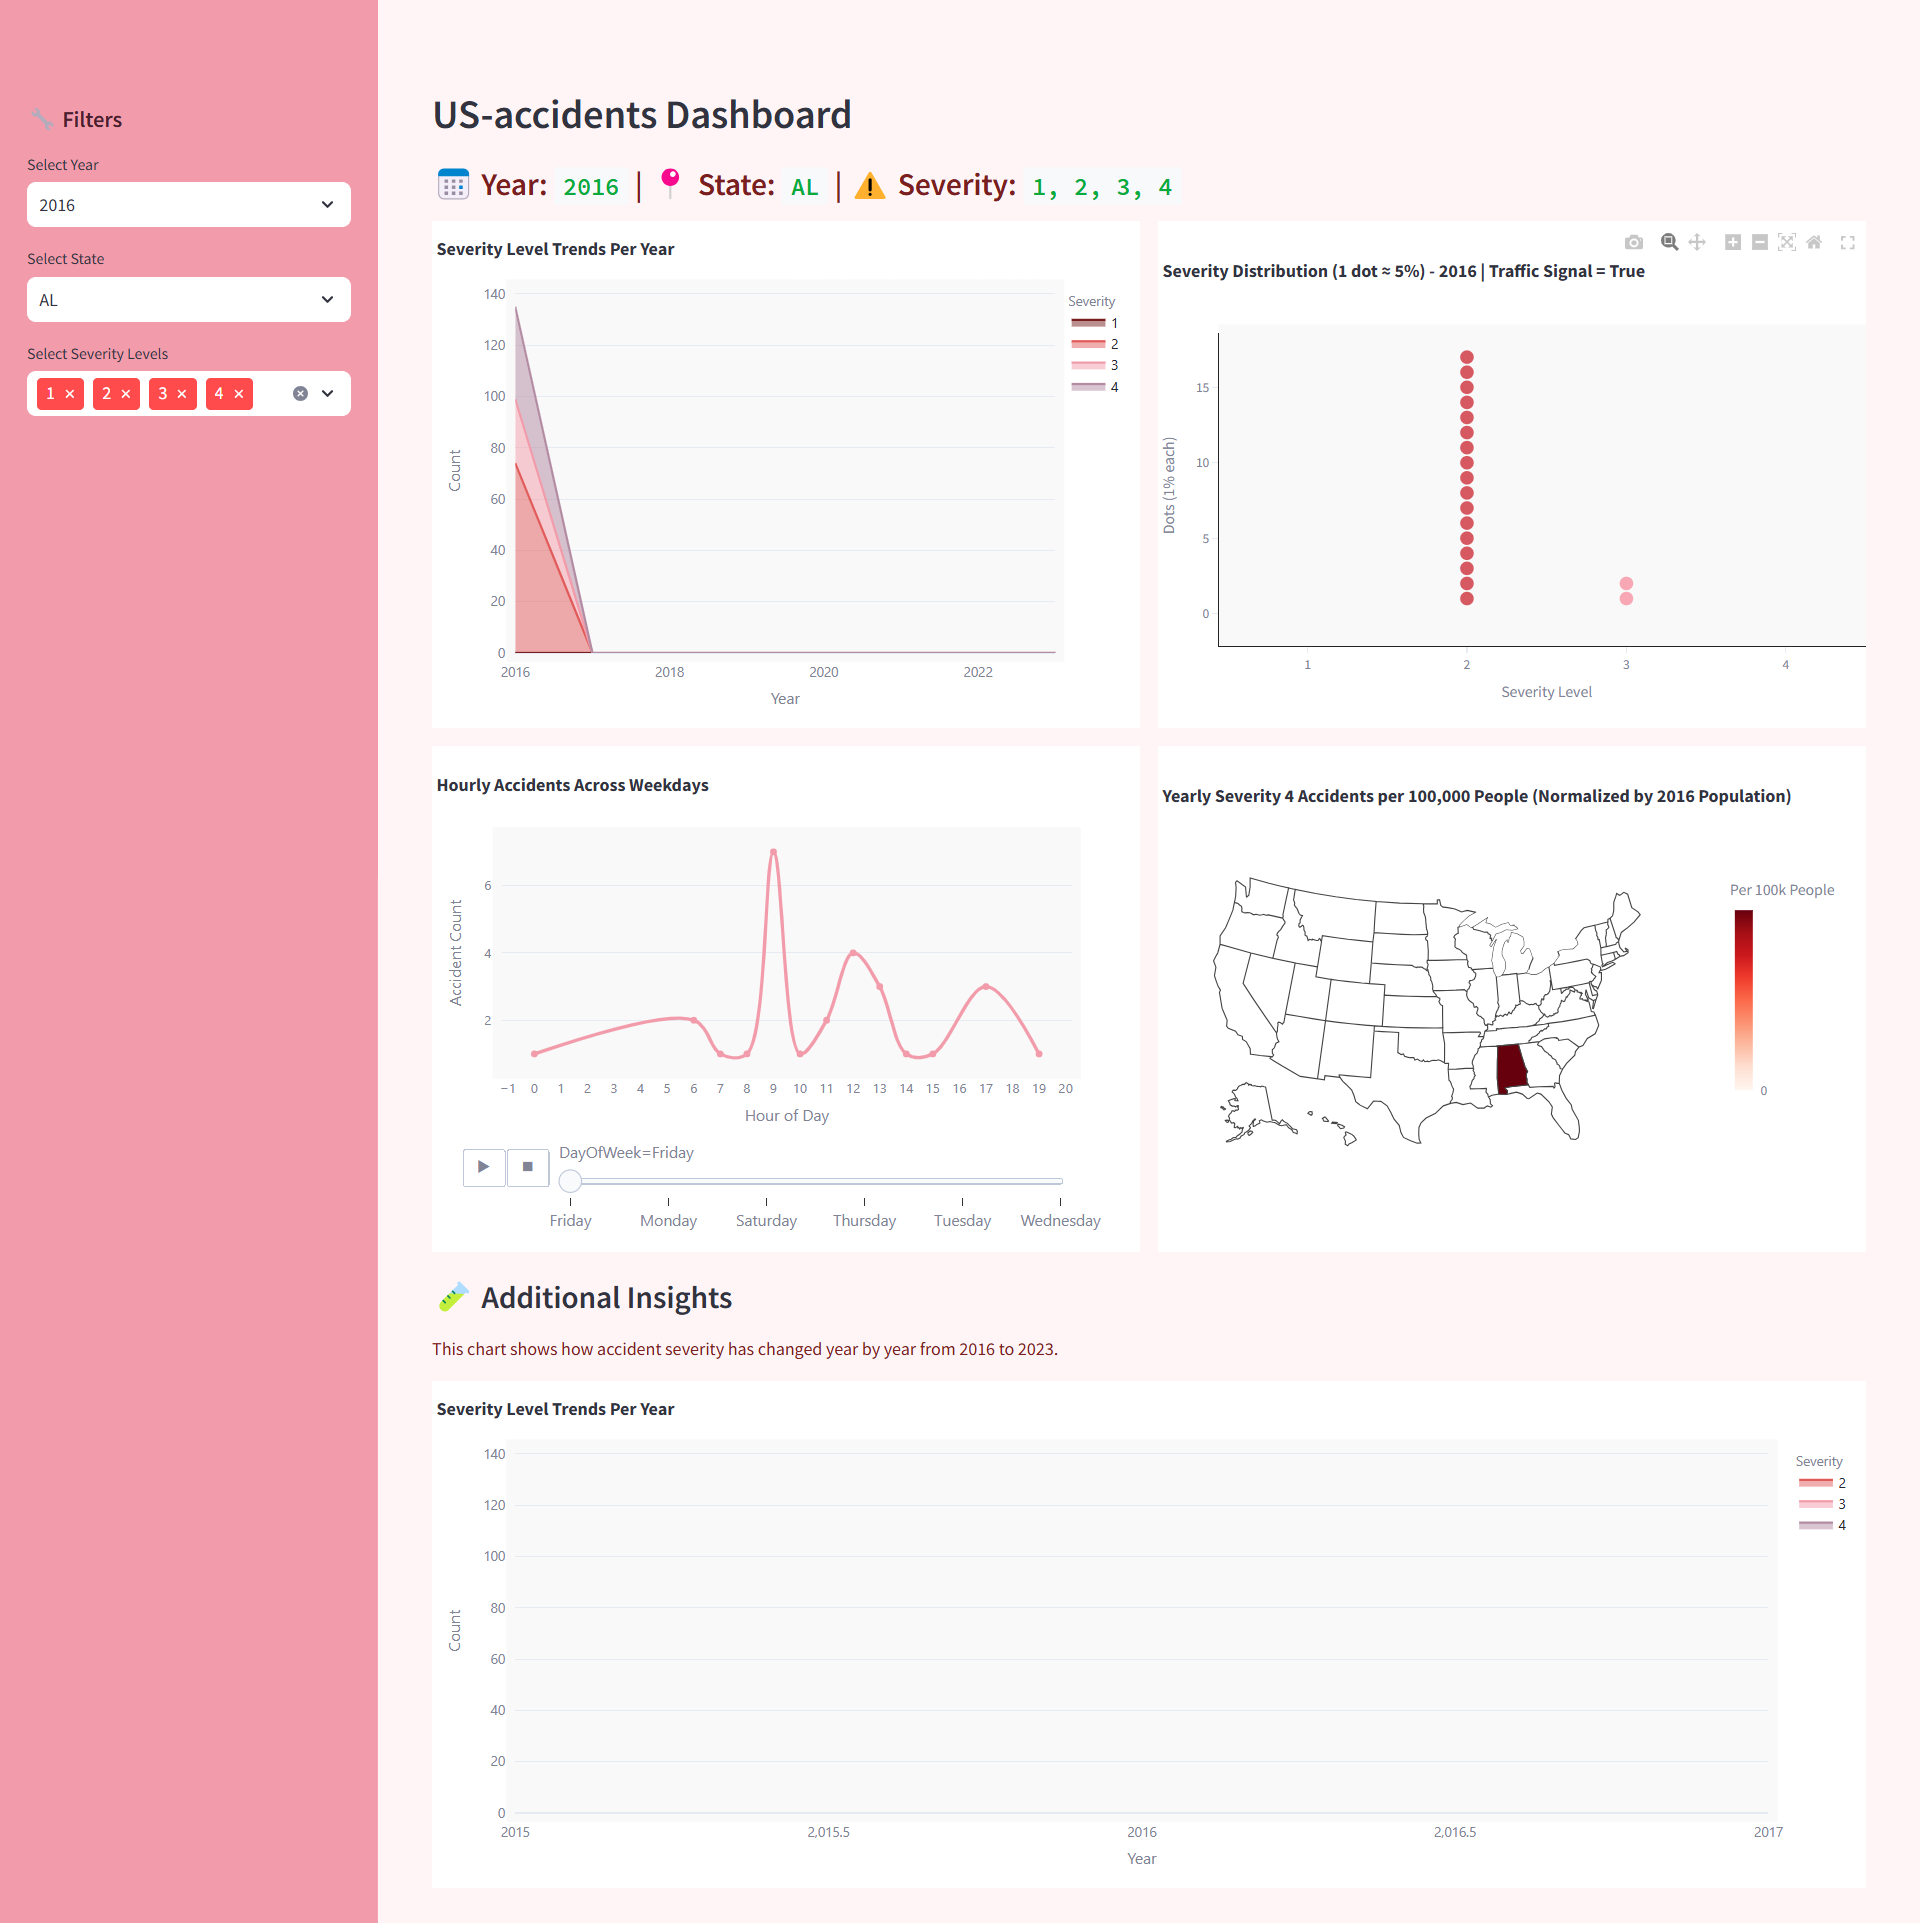 Filters
Select Year
2016
Select State
AL
Select Severity Levels
1 × 2 × 3 × 4 ×
US-accidents Dashboard
Year: 2016 | State: AL | Severity: 1, 2, 3, 4
Severity Level Trends Per Year
140
120
100
80
60
40
20
0
Count
2016 2018 2020 2022
Year
Severity
1
2
3
4
Severity Distribution (1 dot ≈ 5%) - 2016 | Traffic Signal = True
15
10
5
0
Dots (1% each)
1 2 3 4
Severity Level
Hourly Accidents Across Weekdays
6
4
2
Accident Count
−1 0 1 2 3 4 5 6 7 8 9 10 11 12 13 14 15 16 17 18 19 20
Hour of Day
DayOfWeek=Friday
Friday Monday Saturday Thursday Tuesday Wednesday
Yearly Severity 4 Accidents per 100,000 People (Normalized by 2016 Population)
Per 100k People
0
Additional Insights
This chart shows how accident severity has changed year by year from 2016 to 2023.
Severity Level Trends Per Year
140
120
100
80
60
40
20
0
Count
2015 2,015.5 2016 2,016.5 2017
Year
Severity
2
3
4